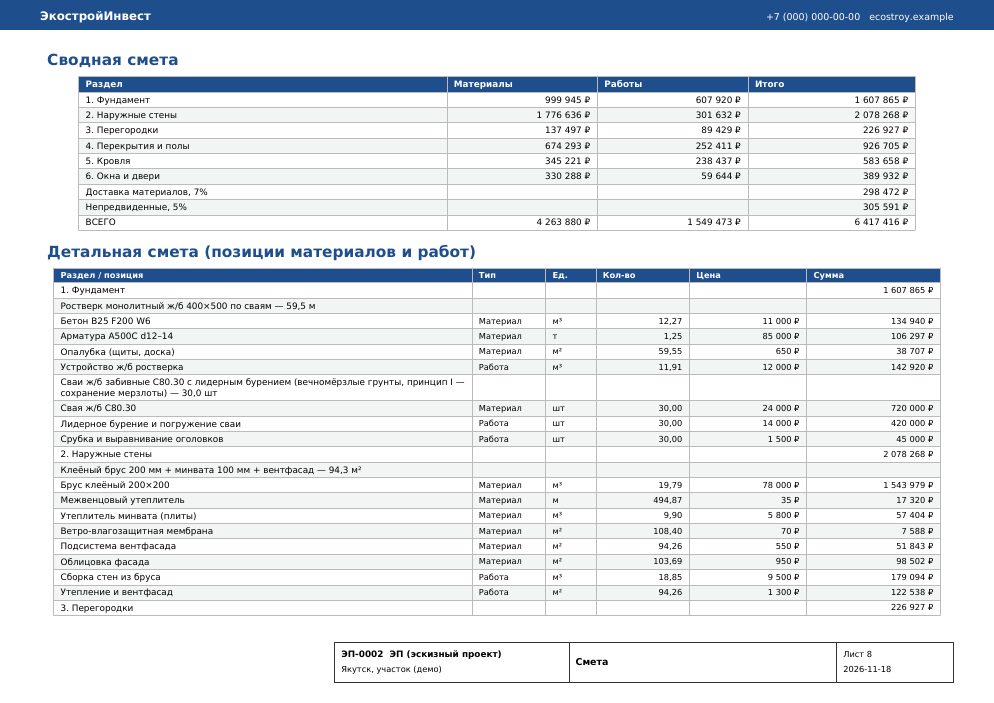 ЭкостройИнвест
+7 (000) 000-00-00 ecostroy.example
Сводная смета
Раздел Материалы Работы Итого
1. Фундамент 999 945 ₽ 607 920 ₽ 1 607 865 ₽
2. Наружные стены 1 776 636 ₽ 301 632 ₽ 2 078 268 ₽
3. Перегородки 137 497 ₽ 89 429 ₽ 226 927 ₽
4. Перекрытия и полы 674 293 ₽ 252 411 ₽ 926 705 ₽
5. Кровля 345 221 ₽ 238 437 ₽ 583 658 ₽
6. Окна и двери 330 288 ₽ 59 644 ₽ 389 932 ₽
Доставка материалов, 7% 298 472 ₽
Непредвиденные, 5% 305 591 ₽
ВСЕГО 4 263 880 ₽ 1 549 473 ₽ 6 417 416 ₽
Детальная смета (позиции материалов и работ)
Раздел / позиция Тип Ед. Кол-во Цена Сумма
1. Фундамент 1 607 865 ₽
Ростверк монолитный ж/б 400×500 по сваям — 59,5 м
Бетон B25 F200 W6 Материал м³ 12,27 11 000 ₽ 134 940 ₽
Арматура A500С d12–14 Материал т 1,25 85 000 ₽ 106 297 ₽
Опалубка (щиты, доска) Материал м² 59,55 650 ₽ 38 707 ₽
Устройство ж/б ростверка Работа м³ 11,91 12 000 ₽ 142 920 ₽
Сваи ж/б забивные С80.30 с лидерным бурением (вечномёрзлые грунты, принцип I —
сохранение мерзлоты) — 30,0 шт
Свая ж/б С80.30 Материал шт 30,00 24 000 ₽ 720 000 ₽
Лидерное бурение и погружение сваи Работа шт 30,00 14 000 ₽ 420 000 ₽
Срубка и выравнивание оголовков Работа шт 30,00 1 500 ₽ 45 000 ₽
2. Наружные стены 2 078 268 ₽
Клеёный брус 200 мм + минвата 100 мм + вентфасад — 94,3 м²
Брус клеёный 200×200 Материал м³ 19,79 78 000 ₽ 1 543 979 ₽
Межвенцовый утеплитель Материал м 494,87 35 ₽ 17 320 ₽
Утеплитель минвата (плиты) Материал м³ 9,90 5 800 ₽ 57 404 ₽
Ветро-влагозащитная мембрана Материал м² 108,40 70 ₽ 7 588 ₽
Подсистема вентфасада Материал м² 94,26 550 ₽ 51 843 ₽
Облицовка фасада Материал м² 103,69 950 ₽ 98 502 ₽
Сборка стен из бруса Работа м³ 18,85 9 500 ₽ 179 094 ₽
Утепление и вентфасад Работа м² 94,26 1 300 ₽ 122 538 ₽
3. Перегородки 226 927 ₽
ЭП-0002 ЭП (эскизный проект)
Якутск, участок (демо)
Смета
Лист 8
2026-11-18